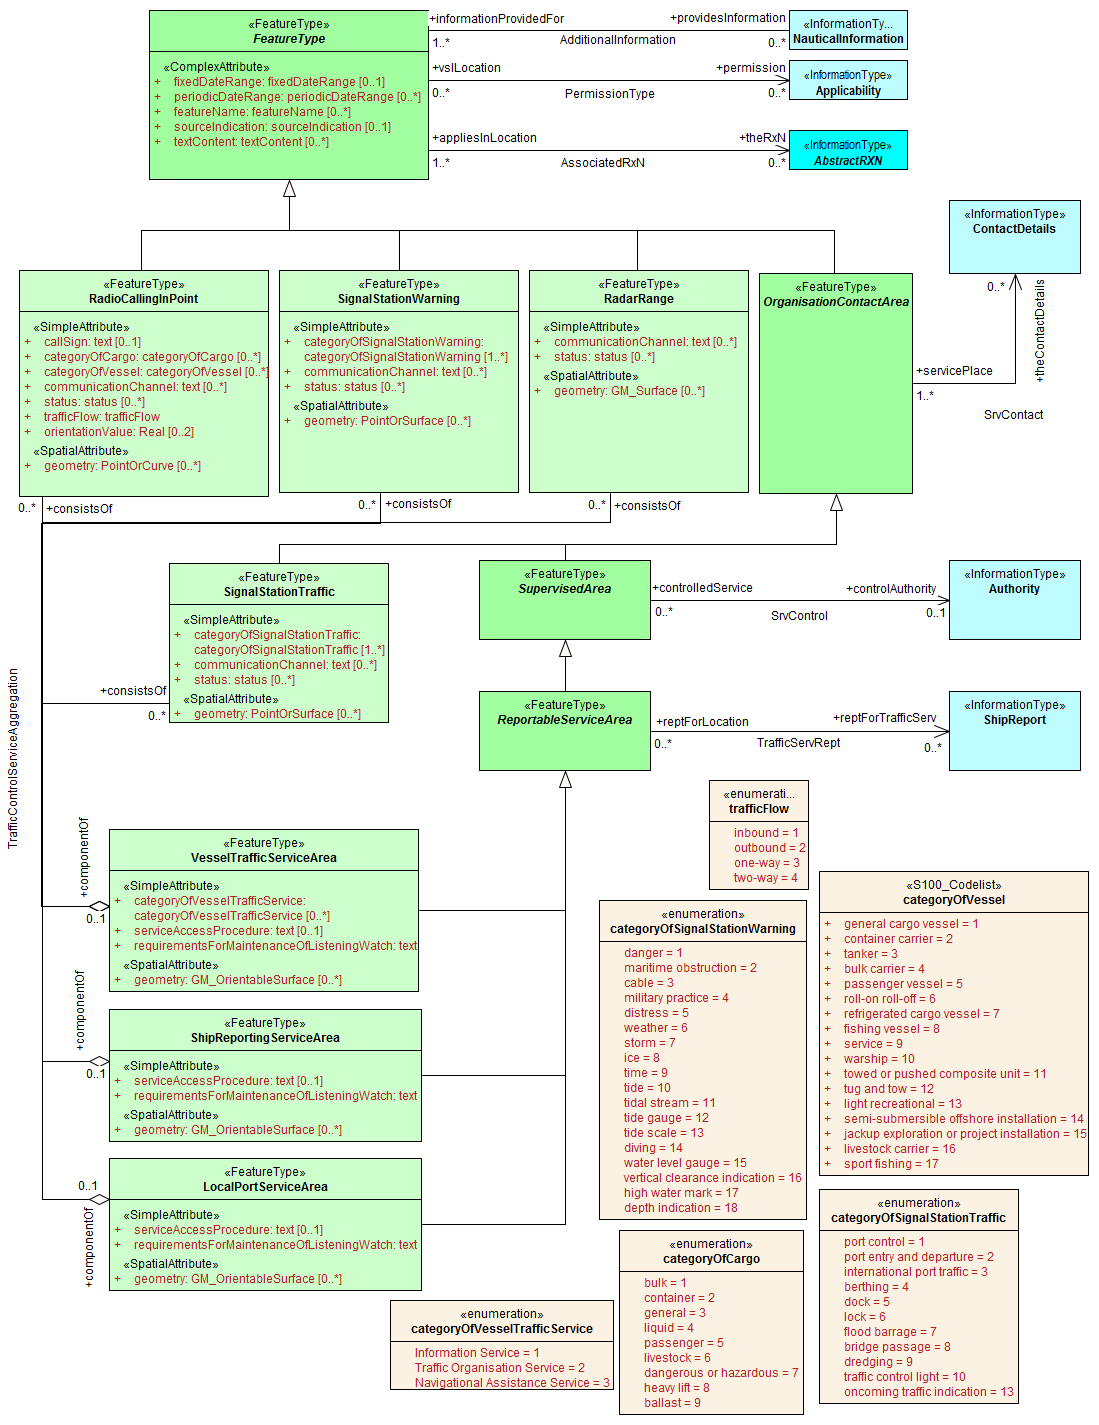 «FeatureType»
FeatureType
«ComplexAttribute»
+ fixedDateRange: fixedDateRange [0..1]
+ periodicDateRange: periodicDateRange [0..*]
+ featureName: featureName [0..*]
+ sourceIndication: sourceIndication [0..1]
+ textContent: textContent [0..*]
+informationProvidedFor
+providesInformation
1..*
AdditionalInformation
0..*
«InformationTy...
NauticalInformation
+vslLocation
+permission
0..*
PermissionType
0..*
«InformationType»
Applicability
+appliesInLocation
+theRxN
1..*
AssociatedRxN
0..*
«InformationType»
AbstractRXN
«InformationType»
ContactDetails
0..*
+theContactDetails
+servicePlace
1..*
SrvContact
«FeatureType»
RadioCallingInPoint
«SimpleAttribute»
+ callSign: text [0..1]
+ categoryOfCargo: categoryOfCargo [0..*]
+ categoryOfVessel: categoryOfVessel [0..*]
+ communicationChannel: text [0..*]
+ status: status [0..*]
+ trafficFlow: trafficFlow
+ orientationValue: Real [0..2]
«SpatialAttribute»
+ geometry: PointOrCurve [0..*]
«FeatureType»
SignalStationWarning
«SimpleAttribute»
+ categoryOfSignalStationWarning:
categoryOfSignalStationWarning [1..*]
+ communicationChannel: text [0..*]
+ status: status [0..*]
«SpatialAttribute»
+ geometry: PointOrSurface [0..*]
«FeatureType»
RadarRange
«SimpleAttribute»
+ communicationChannel: text [0..*]
+ status: status [0..*]
«SpatialAttribute»
+ geometry: GM_Surface [0..*]
«FeatureType»
OrganisationContactArea
0..*
+consistsOf
0..*
+consistsOf
0..*
+consistsOf
«FeatureType»
SignalStationTraffic
«SimpleAttribute»
+ categoryOfSignalStationTraffic:
categoryOfSignalStationTraffic [1..*]
+ communicationChannel: text [0..*]
+ status: status [0..*]
«SpatialAttribute»
+ geometry: PointOrSurface [0..*]
+consistsOf
0..*
TrafficControlServiceAggregation
«FeatureType»
SupervisedArea
+controlledService
+controlAuthority
0..*
SrvControl
0..1
«InformationType»
Authority
«FeatureType»
ReportableServiceArea
+reptForLocation
+reptForTrafficServ
0..*
TrafficServRept
0..*
«InformationType»
ShipReport
«FeatureType»
VesselTrafficServiceArea
«SimpleAttribute»
+ categoryOfVesselTrafficService:
categoryOfVesselTrafficService [0..*]
+ serviceAccessProcedure: text [0..1]
+ requirementsForMaintenanceOfListeningWatch: text
«SpatialAttribute»
+ geometry: GM_OrientableSurface [0..*]
+componentOf
0..1
«FeatureType»
ShipReportingServiceArea
«SimpleAttribute»
+ serviceAccessProcedure: text [0..1]
+ requirementsForMaintenanceOfListeningWatch: text
«SpatialAttribute»
+ geometry: GM_OrientableSurface [0..*]
+componentOf
0..1
«FeatureType»
LocalPortServiceArea
«SimpleAttribute»
+ serviceAccessProcedure: text [0..1]
+ requirementsForMaintenanceOfListeningWatch: text
«SpatialAttribute»
+ geometry: GM_OrientableSurface [0..*]
0..1
+componentOf
«enumerati...
trafficFlow
inbound = 1
outbound = 2
one-way = 3
two-way = 4
«enumeration»
categoryOfSignalStationWarning
danger = 1
maritime obstruction = 2
cable = 3
military practice = 4
distress = 5
weather = 6
storm = 7
ice = 8
time = 9
tide = 10
tidal stream = 11
tide gauge = 12
tide scale = 13
diving = 14
water level gauge = 15
vertical clearance indication = 16
high water mark = 17
depth indication = 18
«S100_Codelist»
categoryOfVessel
+ general cargo vessel = 1
+ container carrier = 2
+ tanker = 3
+ bulk carrier = 4
+ passenger vessel = 5
+ roll-on roll-off = 6
+ refrigerated cargo vessel = 7
+ fishing vessel = 8
+ service = 9
+ warship = 10
+ towed or pushed composite unit = 11
+ tug and tow = 12
+ light recreational = 13
+ semi-submersible offshore installation = 14
+ jackup exploration or project installation = 15
+ livestock carrier = 16
+ sport fishing = 17
«enumeration»
categoryOfSignalStationTraffic
port control = 1
port entry and departure = 2
international port traffic = 3
berthing = 4
dock = 5
lock = 6
flood barrage = 7
bridge passage = 8
dredging = 9
traffic control light = 10
oncoming traffic indication = 13
«enumeration»
categoryOfCargo
bulk = 1
container = 2
general = 3
liquid = 4
passenger = 5
livestock = 6
dangerous or hazardous = 7
heavy lift = 8
ballast = 9
«enumeration»
categoryOfVesselTrafficService
Information Service = 1
Traffic Organisation Service = 2
Navigational Assistance Service = 3